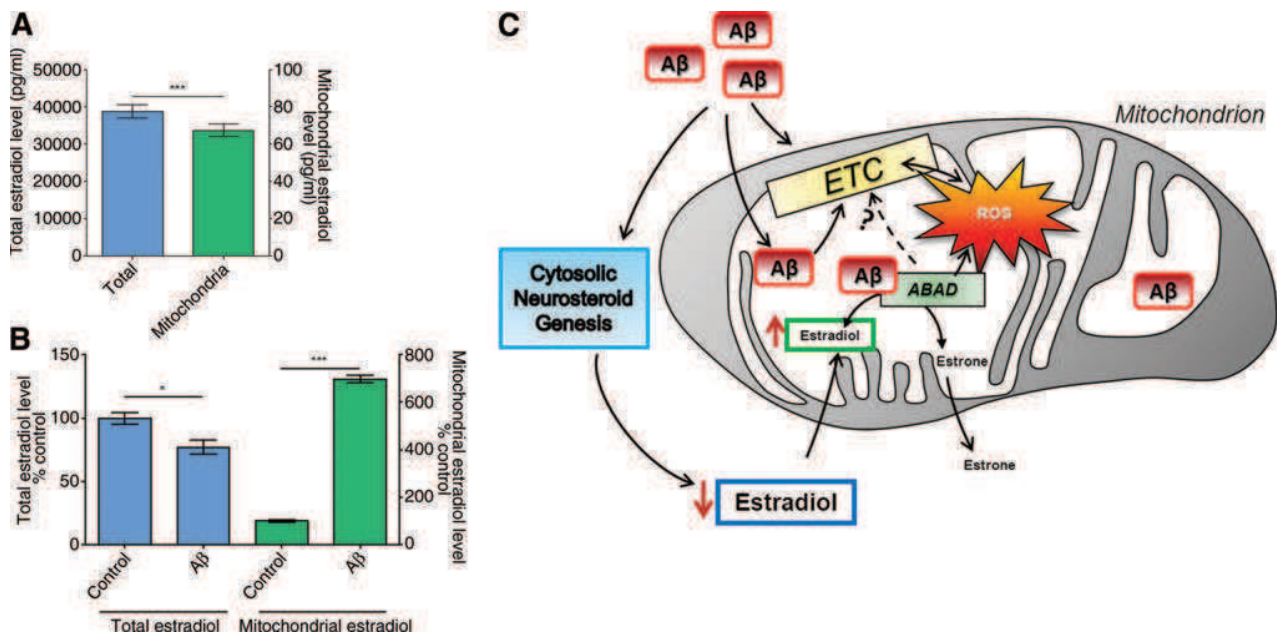 A
Total estradiol level (pg/ml)
50000
40000
30000
20000
10000
0
***
100
80
60
40
20
0
Mitochondrial estradiol
level (pg/ml)
Total
Mitochondria
B
Total estradiol level
% control
150
100
50
0
*
***
800
600
400
200
0
Mitochondrial estradiol level
% control
Control
Aβ
Control
Aβ
Total estradiol
Mitochondrial estradiol
C
Aβ
Aβ
Aβ
Mitochondrion
ETC
ROS
?
Aβ
Aβ
ABAD
Aβ
Cytosolic
Neurosteroid
Genesis
Estradiol
Estrone
Estrone
Estradiol